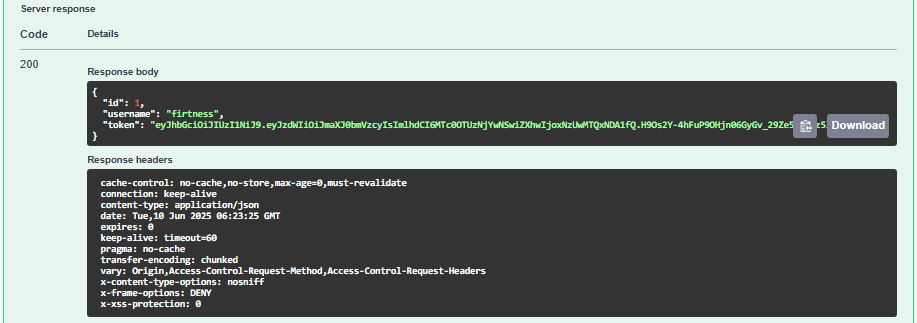 Server response
Code Details
200
Response body
{
"id": 1,
"username": "firtness",
"token": "eyJhbGciOiJIUzI1NiJ9.eyJzdWIiOiJmaXJ0bmVzcyIsImlhdCI6MTc0OTUzNjYwNSwiZXhwIjoxNzUwMTQxNDA1fQ.H9Os2Y-4hFuP9OHjn06GyGv_29Ze5
Download
}
Response headers
cache-control: no-cache,no-store,max-age=0,must-revalidate
connection: keep-alive
content-type: application/json
date: Tue,10 Jun 2025 06:23:25 GMT
expires: 0
keep-alive: timeout=60
pragma: no-cache
transfer-encoding: chunked
vary: Origin,Access-Control-Request-Method,Access-Control-Request-Headers
x-content-type-options: nosniff
x-frame-options: DENY
x-xss-protection: 0